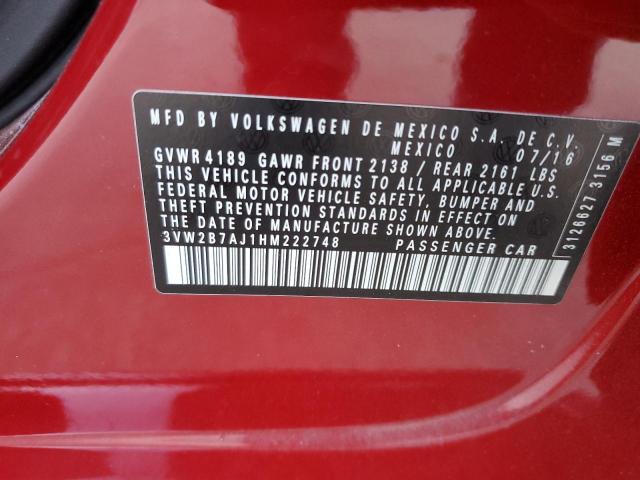 MFD BY VOLKSWAGEN DE MEXICO S.A. DE C.V.
MEXICO 07/16
GVWR 4189 GAWR FRONT 2138 / REAR 2161 LBS
THIS VEHICLE CONFORMS TO ALL APPLICABLE U.S.
FEDERAL MOTOR VEHICLE SAFETY, BUMPER AND
THEFT PREVENTION STANDARDS IN EFFECT ON
THE DATE OF MANUFACTURE SHOWN ABOVE.
3VW2B7AJ1HM222748 PASSENGER CAR
3126627 3156 M